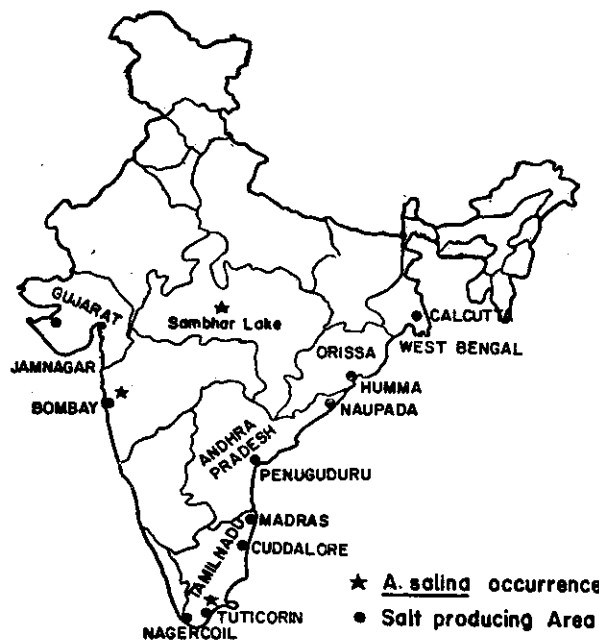 GUJARAT
Sambhar Lake
CALCUTTA
WEST BENGAL
ORISSA
JAMNAGAR
HUMMA
BOMBAY
NAUPADA
ANDHRA
PRADESH
PENUGUDURU
MADRAS
TAMILNADU
CUDDALORE
A. salina occurrence
TUTICORIN
Salt producing Area
NAGERCOIL